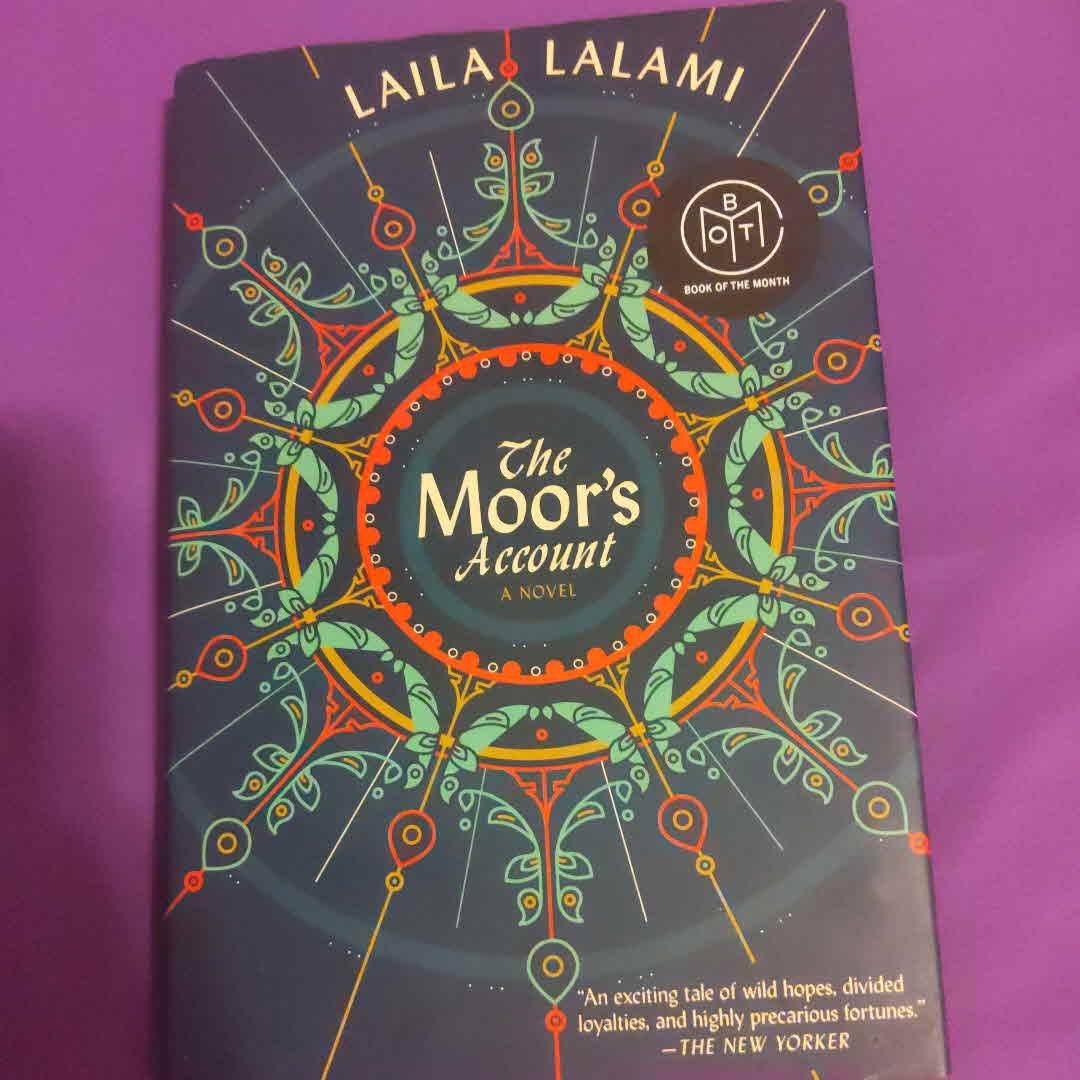 LAILA LALAMI
B
O T
M
BOOK OF THE MONTH
The
Moor's
Account
A NOVEL
"An exciting tale of wild hopes, divided
loyalties, and highly precarious fortunes."
—THE NEW YORKER